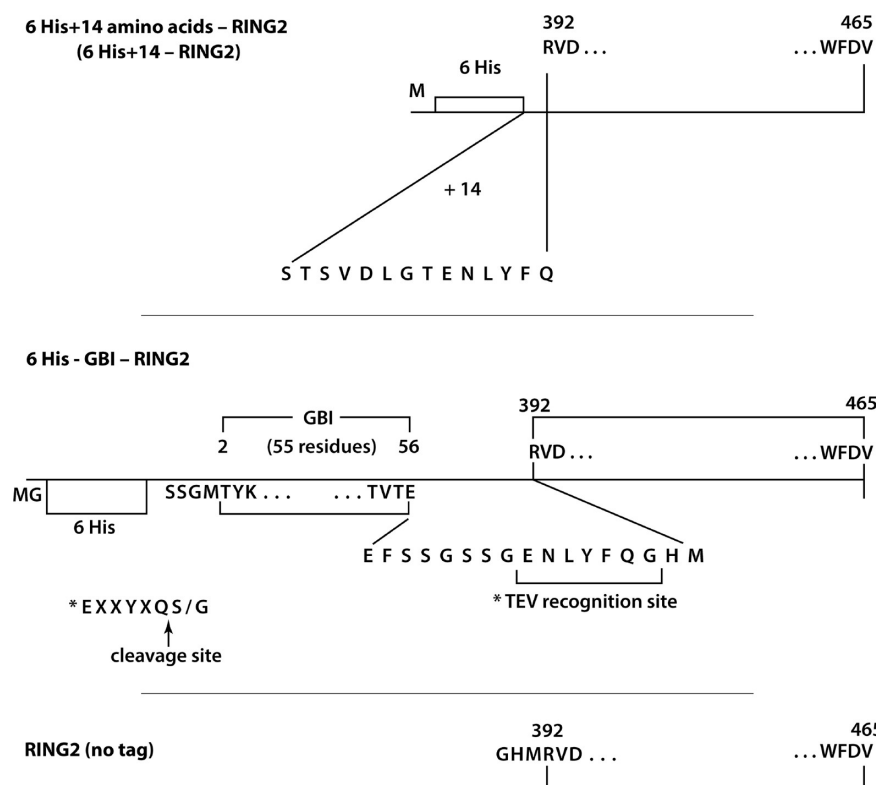 6 His+14 amino acids – RING2
(6 His+14 – RING2)
392 465
RVD ... ...WFDV
6 His
M
+ 14
S T S V D L G T E N L Y F Q
6 His - GBI – RING2
GBI
392 465
2 (55 residues) 56
RVD ... ...WFDV
MG SSGMTYK ... ...TVTE
6 His
E F S S G S S G E N L Y F Q G H M
* TEV recognition site
*EXXYXQS/G
cleavage site
392 465
RING2 (no tag)
GHMRVD ... ...WFDV